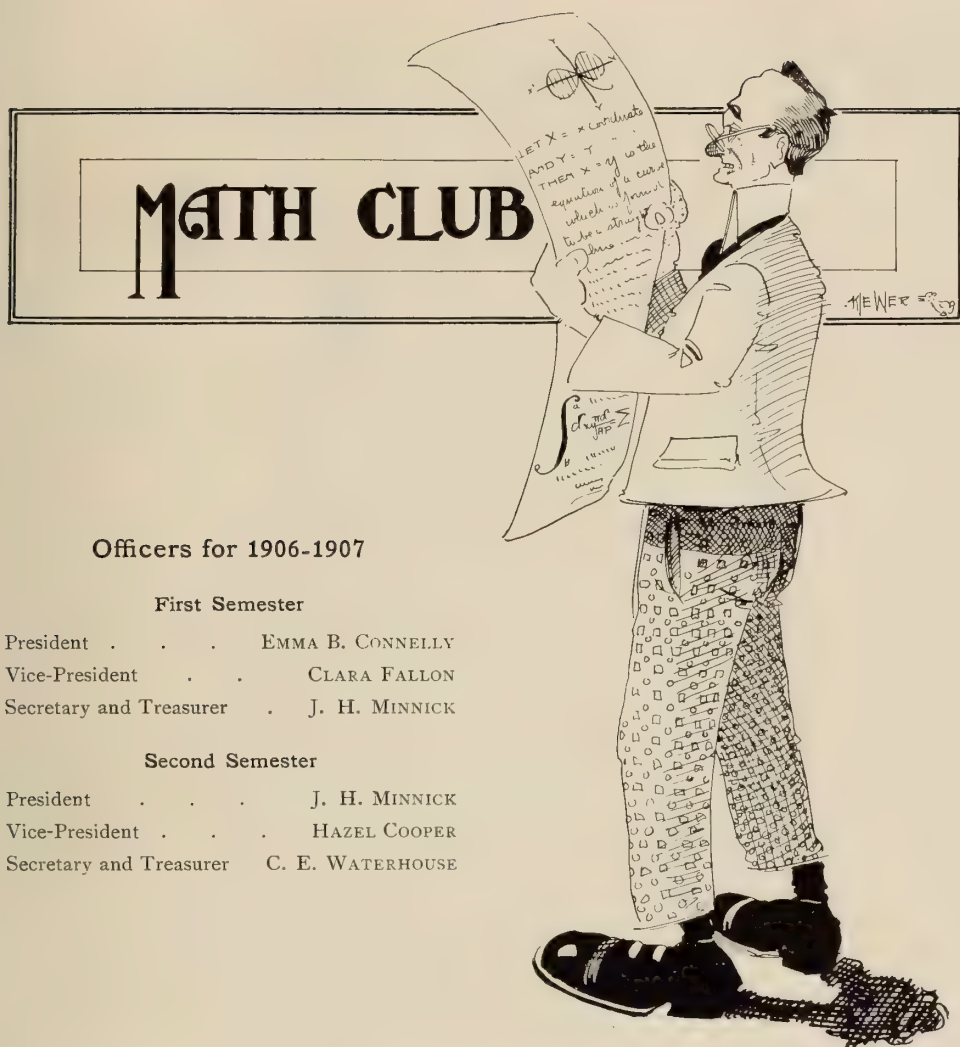 MATH CLUB
LET X = x coordinate
AND Y = Y
THEM X = y is the
equation of a curve
which is found
to be a straight
line
Officers for 1906-1907
First Semester
President . . . EMMA B. CONNELLY
Vice-President . . CLARA FALLON
Secretary and Treasurer . J. H. MINNICK
Second Semester
President . . . J. H. MINNICK
Vice-President . . . HAZEL COOPER
Secretary and Treasurer C. E. WATERHOUSE